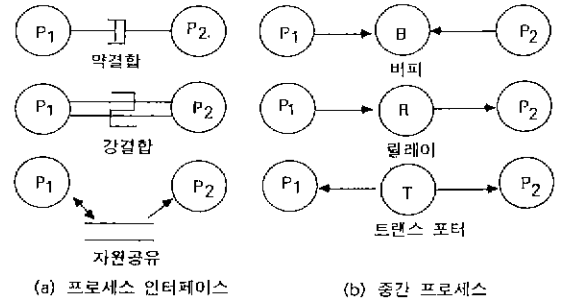 P1 P2
막결합
P1 P2
강결합
P1 P2
자원공유
(a) 프로세스 인터페이스
P1 B P2
버퍼
P1 R P2
릴레이
P1 T P2
트랜스 포터
(b) 중간 프로세스